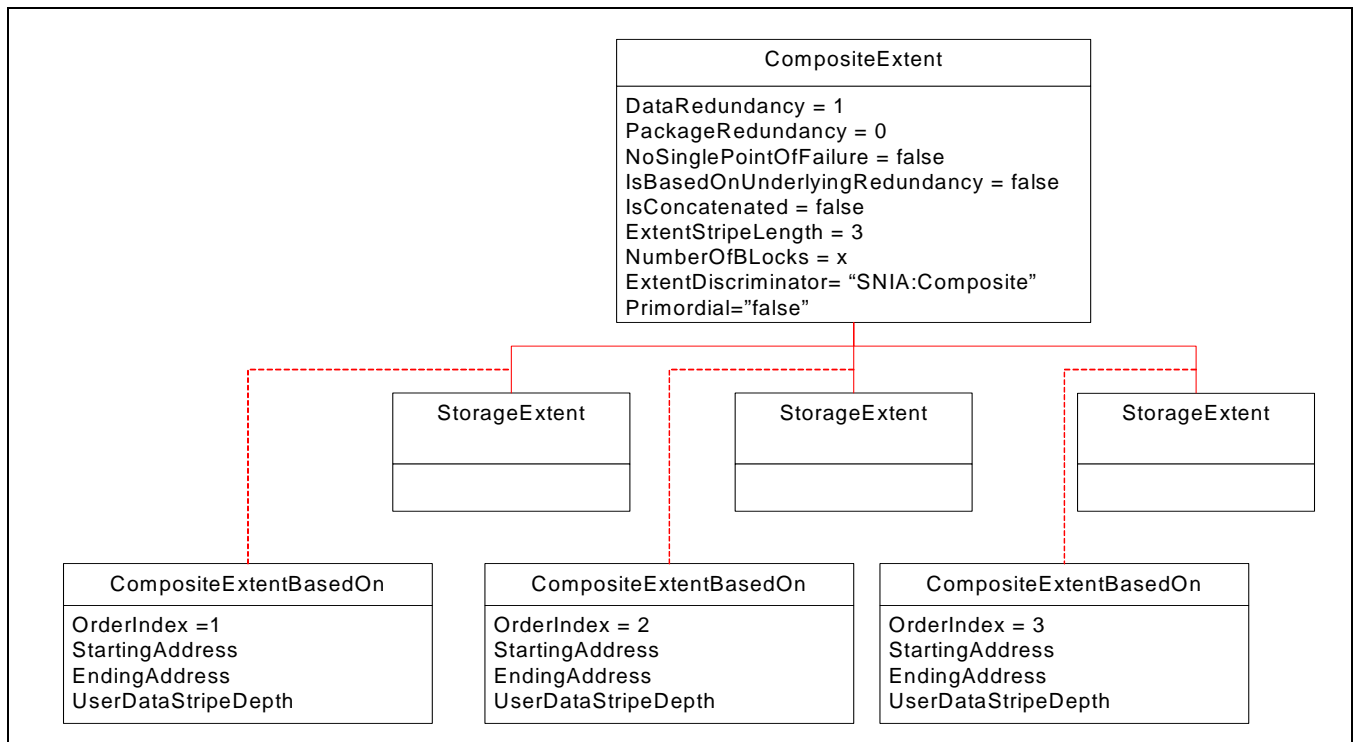 CompositeExtent
DataRedundancy = 1
PackageRedundancy = 0
NoSinglePointOfFailure = false
IsBasedOnUnderlyingRedundancy = false
IsConcatenated = false
ExtentStripeLength = 3
NumberOfBLocks = x
ExtentDiscriminator= “SNIA:Composite”
Primordial=”false”
StorageExtent
StorageExtent
StorageExtent
CompositeExtentBasedOn
OrderIndex =1
StartingAddress
EndingAddress
UserDataStripeDepth
CompositeExtentBasedOn
OrderIndex = 2
StartingAddress
EndingAddress
UserDataStripeDepth
CompositeExtentBasedOn
OrderIndex = 3
StartingAddress
EndingAddress
UserDataStripeDepth